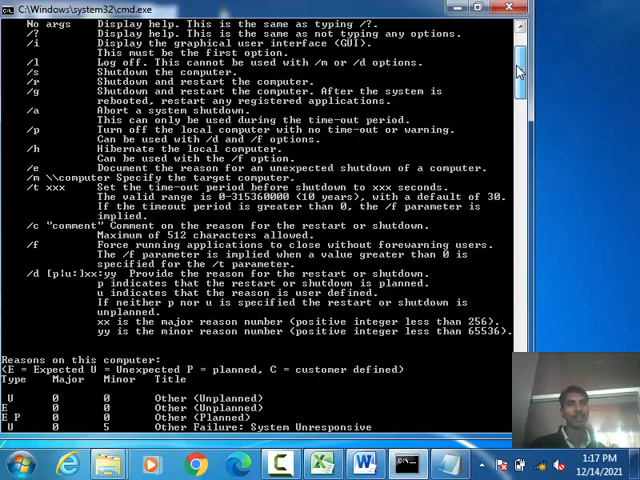 C:\Windows\system32\cmd.exe
No args Display help. This is the same as typing /?.
/? Display help. This is the same as not typing any options.
/i Display the graphical user interface (GUI).
This must be the first option.
/l Log off. This cannot be used with /m or /d options.
/s Shutdown the computer.
/r Shutdown and restart the computer.
/g Shutdown and restart the computer. After the system is
rebooted, restart any registered applications.
/a Abort a system shutdown.
This can only be used during the time-out period.
/p Turn off the local computer with no time-out or warning.
Can be used with /d and /f options.
/h Hibernate the local computer.
Can be used with the /f option.
/e Document the reason for an unexpected shutdown of a computer.
/m \\computer Specify the target computer.
/t xxx Set the time-out period before shutdown to xxx seconds.
The valid range is 0-315360000 (10 years), with a default of 30.
If the timeout period is greater than 0, the /f parameter is
implied.
/c "comment" Comment on the reason for the restart or shutdown.
Maximum of 512 characters allowed.
/f Force running applications to close without forewarning users.
The /f parameter is implied when a value greater than 0 is
specified for the /t parameter.
/d [p|u:]xx:yy Provide the reason for the restart or shutdown.
p indicates that the restart or shutdown is planned.
u indicates that the reason is user defined.
If neither p nor u is specified the restart or shutdown is
unplanned.
xx is the major reason number (positive integer less than 256).
yy is the minor reason number (positive integer less than 65536).
Reasons on this computer:
(E = Expected U = Unexpected P = planned, C = customer defined)
Type Major Minor Title
U 0 0 Other (Unplanned)
E 0 0 Other (Unplanned)
E P 0 0 Other (Planned)
U 0 5 Other Failure: System Unresponsive
1:17 PM
12/14/2021